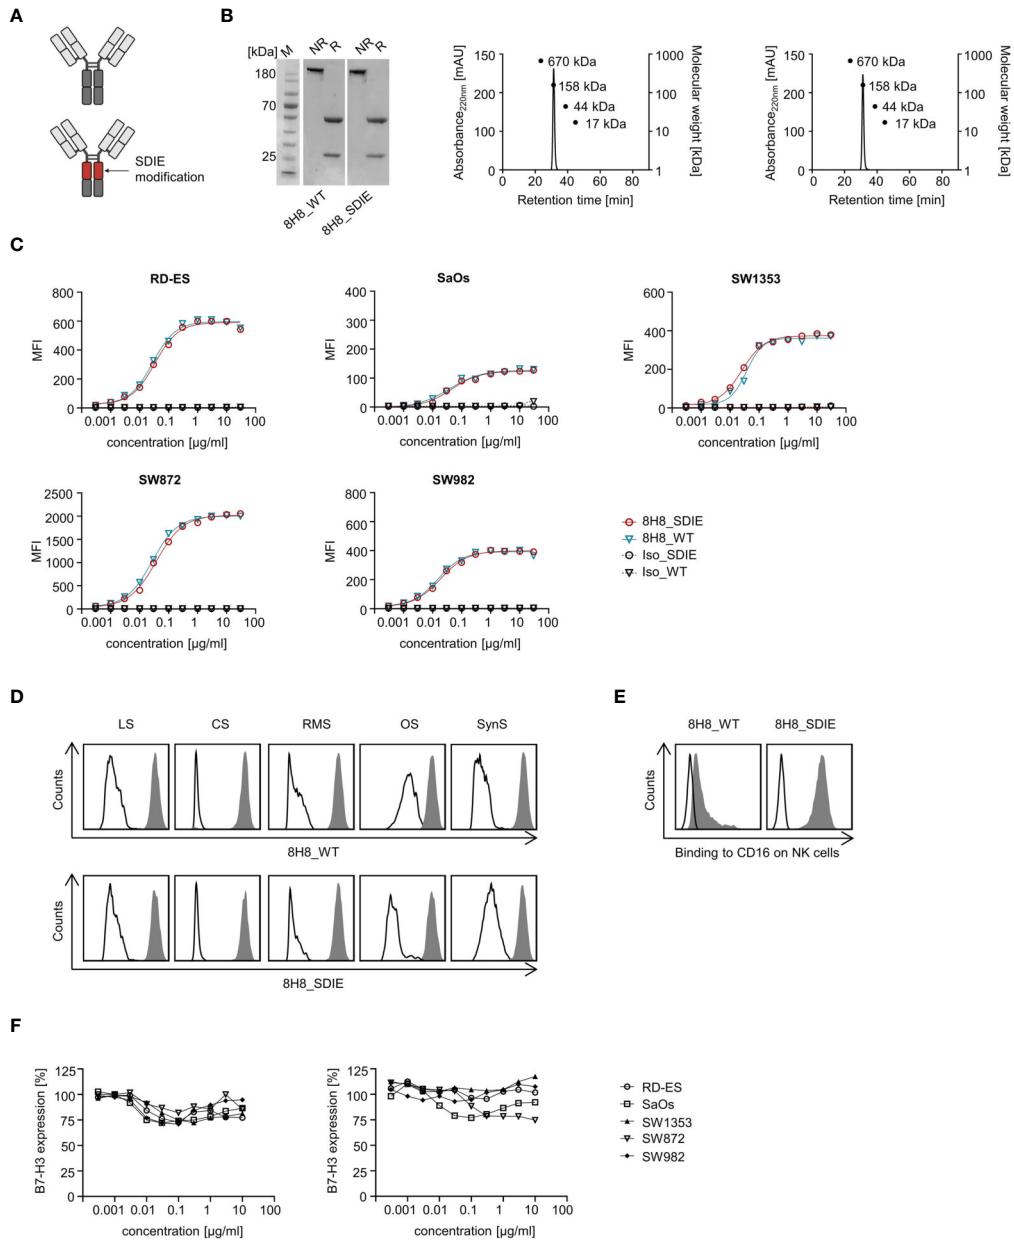 A
SDIE
modification
B
[kDa] M NR R NR R
180
70
25
8H8_WT
8H8_SDIE
Absorbance220nm [mAU]
150
200
100
0
670 kDa
158 kDa
44 kDa
17 kDa
1000
100
10
1
Molecular weight [kDa]
0 20 40 60 80
Retention time [min]
Absorbance220nm [mAU]
150
200
100
0
670 kDa
158 kDa
44 kDa
17 kDa
1000
100
10
1
Molecular weight [kDa]
0 20 40 60 80
Retention time [min]
C
RD-ES
MFI
800
600
400
200
0
0.001 0.01 0.1 1 10 100
concentration [µg/ml]
SaOs
MFI
400
300
200
100
0
0.001 0.01 0.1 1 10 100
concentration [µg/ml]
SW1353
MFI
600
400
200
0
0.001 0.01 0.1 1 10 100
concentration [µg/ml]
SW872
MFI
2500
2000
1500
1000
500
0
0.001 0.01 0.1 1 10 100
concentration [µg/ml]
SW982
MFI
800
600
400
200
0
0.001 0.01 0.1 1 10 100
concentration [µg/ml]
8H8_SDIE
8H8_WT
Iso_SDIE
Iso_WT
D
LS CS RMS OS SynS
Counts
8H8_WT
Counts
8H8_SDIE
E
8H8_WT 8H8_SDIE
Counts
Binding to CD16 on NK cells
F
B7-H3 expression [%]
125
100
75
50
25
0
0.001 0.01 0.1 1 10 100
concentration [µg/ml]
B7-H3 expression [%]
125
100
75
50
25
0
0.001 0.01 0.1 1 10 100
concentration [µg/ml]
RD-ES
SaOs
SW1353
SW872
SW982